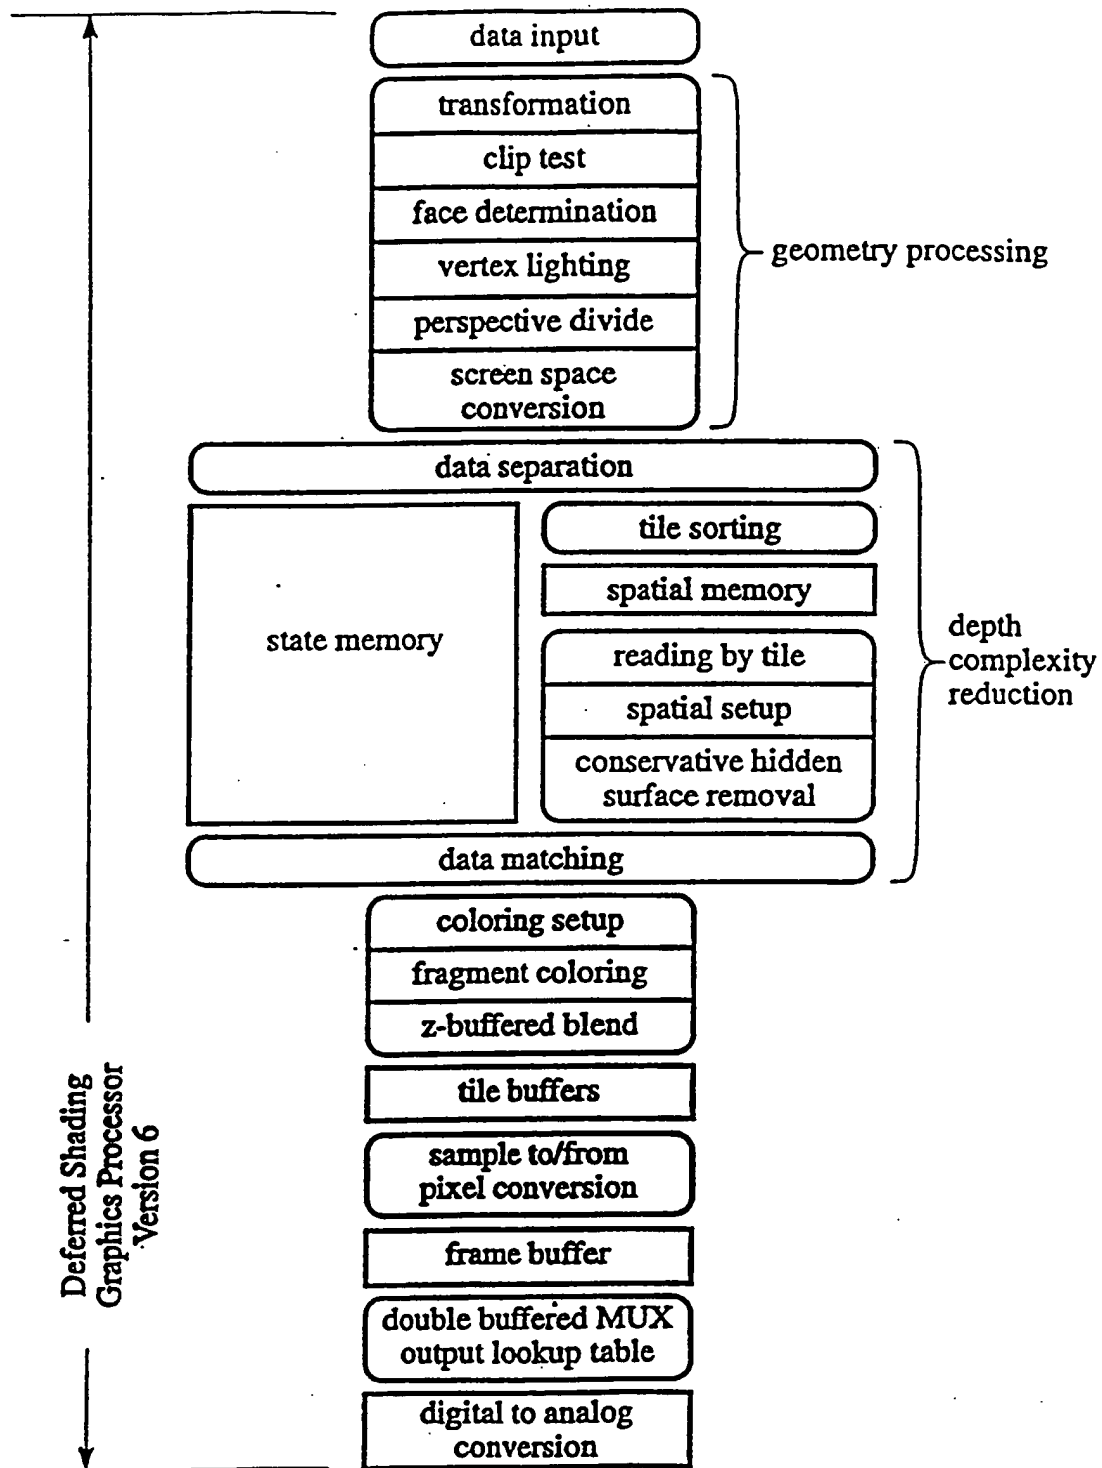 data input
transformation
clip test
face determination
vertex lighting
perspective divide
screen space
conversion
geometry processing
data separation
state memory
tile sorting
spatial memory
reading by tile
spatial setup
conservative hidden
surface removal
depth
complexity
reduction
data matching
coloring setup
fragment coloring
z-buffered blend
tile buffers
sample to/from
pixel conversion
frame buffer
double buffered MUX
output lookup table
digital to analog
conversion
Deferred Shading
Graphics Processor
Version 6